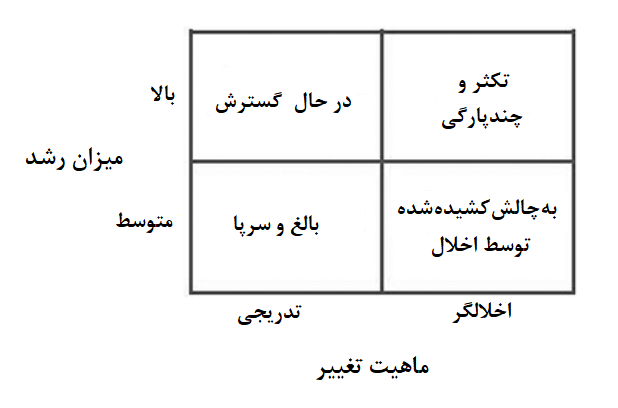 بالا
در حال گسترش
تکثر و
چندپارگی
میزان رشد
متوسط
بالغ و سرپا
به‌چالش‌کشیده‌شده
توسط اخلال
تدریجی
اخلالگر
ماهیت تغییر